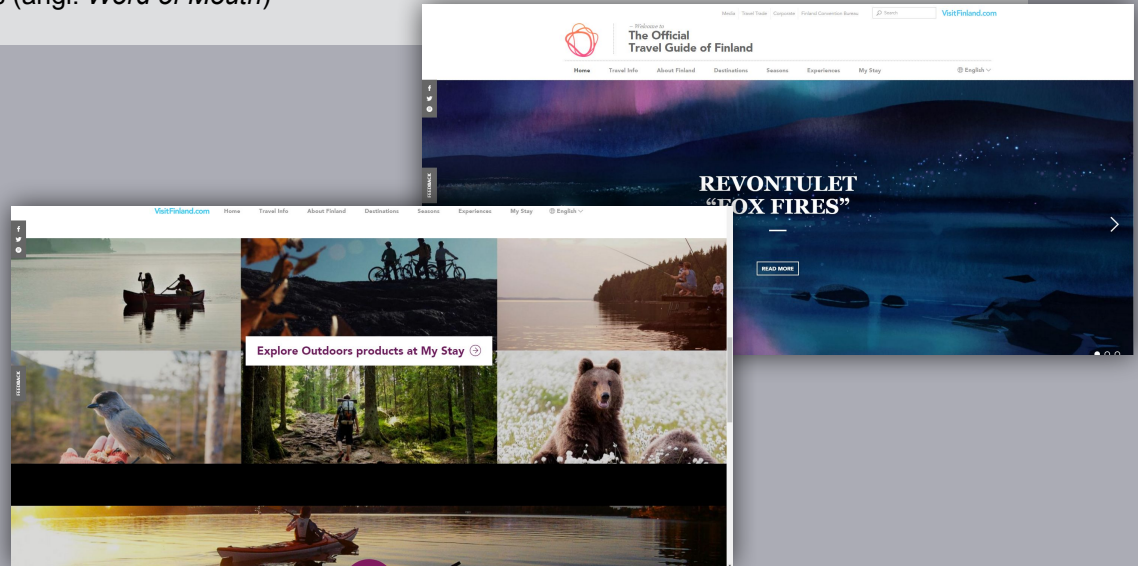 s (angl. Word of Mouth)
Media Travel Trade Corporate Finland Convention Bureau Search VisitFinland.com
– Welcome to
The Official
Travel Guide of Finland
Home Travel Info About Finland Destinations Seasons Experiences My Stay English
FEEDBACK
REVONTULET
“FOX FIRES”
READ MORE
VisitFinland.com Home Travel Info About Finland Destinations Seasons Experiences My Stay English
Explore Outdoors products at My Stay
FEEDBACK